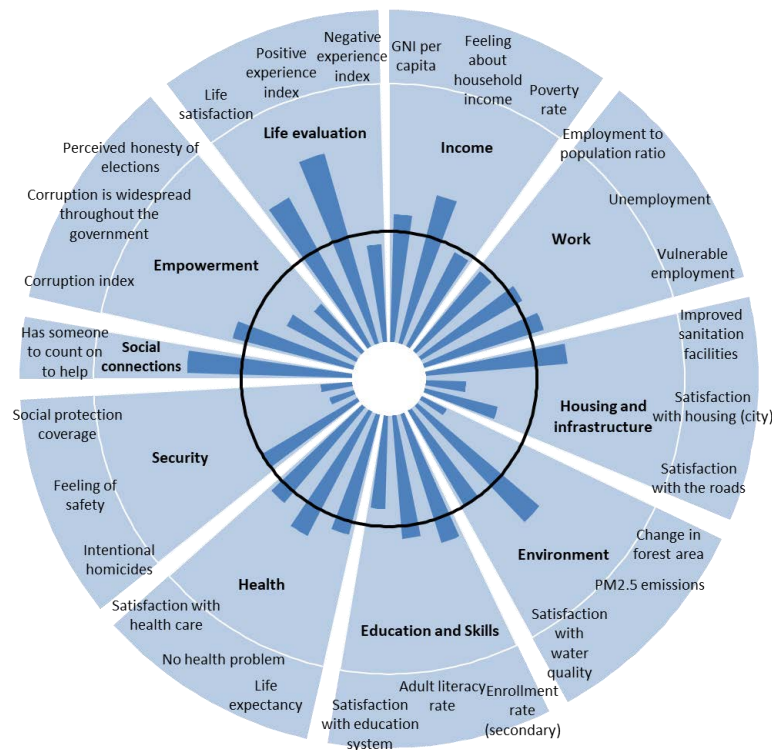 GNI per
capita
Feeling
about
household
income
Poverty
rate
Income
Employment to
population ratio
Unemployment
Vulnerable
employment
Work
Improved
sanitation
facilities
Satisfaction
with housing (city)
Satisfaction
with the roads
Housing and
infrastructure
Change in
forest area
PM2.5 emissions
Satisfaction
with
water
quality
Environment
Enrollment
rate
(secondary)
Adult literacy
rate
Satisfaction
with education
system
Education and Skills
Life
expectancy
No health problem
Satisfaction with
health care
Health
Intentional
homicides
Feeling of
safety
Social protection
coverage
Security
Has someone
to count on
to help
Social
connections
Corruption index
Corruption is widespread
throughout the
government
Perceived honesty of
elections
Empowerment
Life
satisfaction
Positive
experience
index
Negative
experience
index
Life evaluation